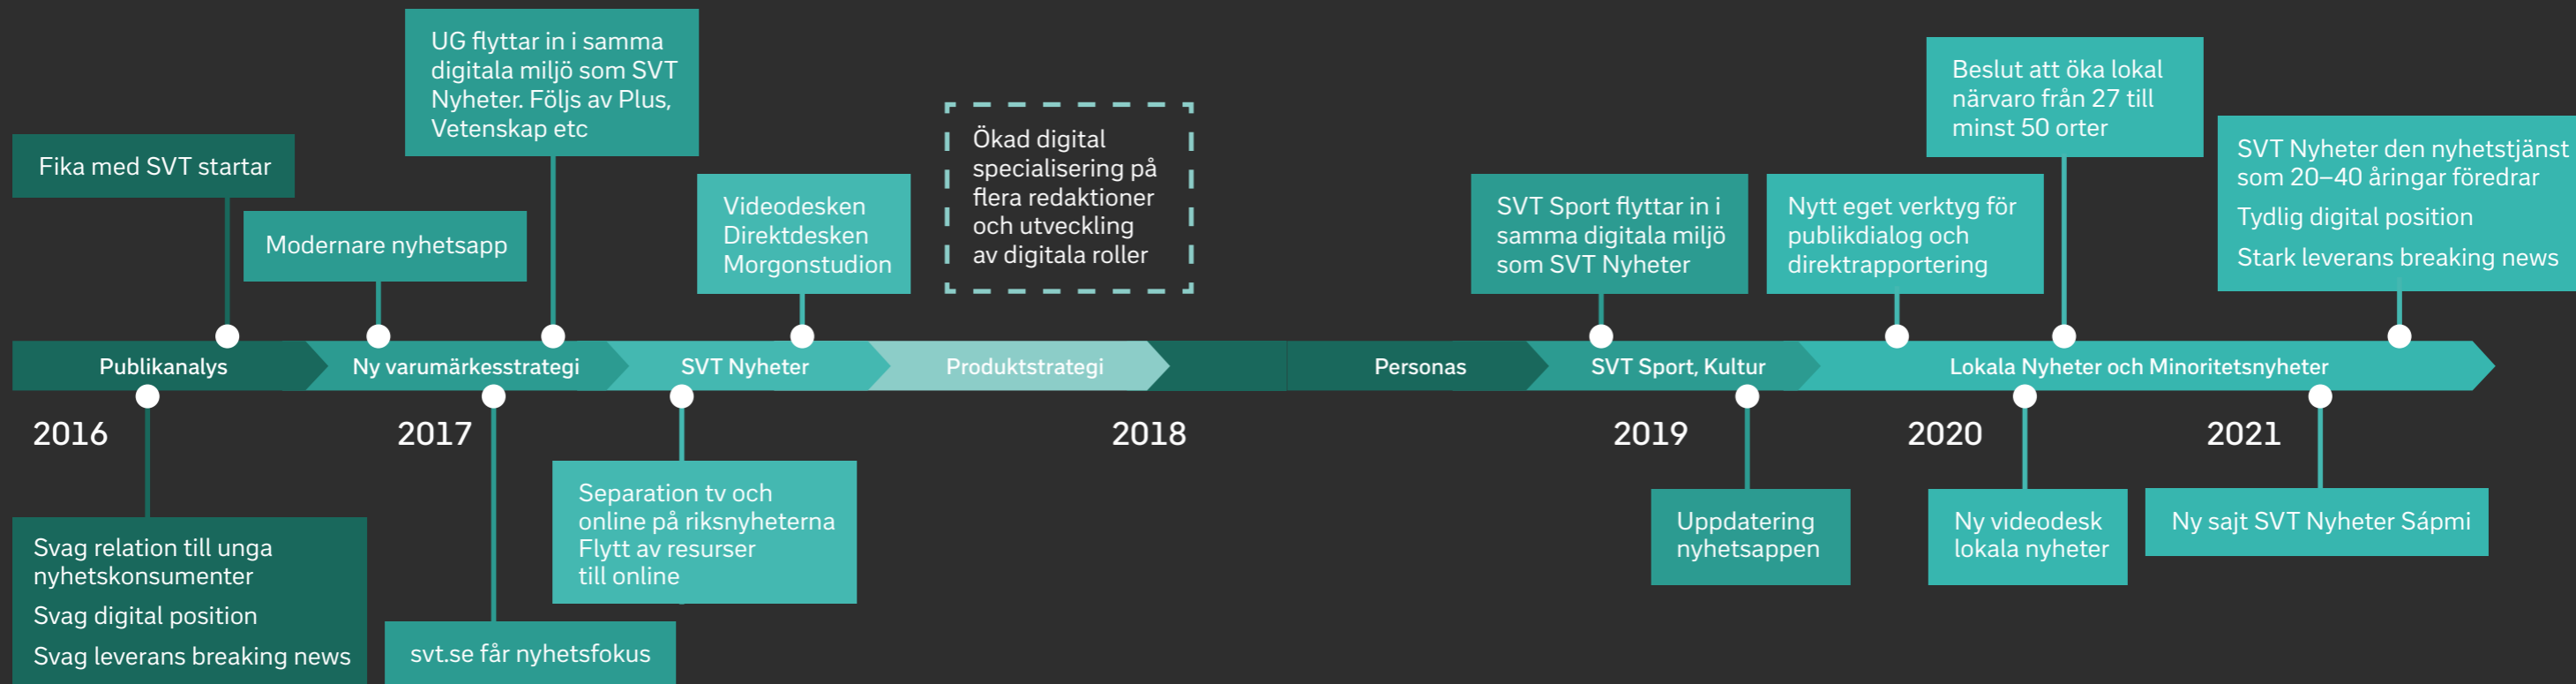 Fika med SVT startar
Modernare nyhetsapp
UG flyttar in i samma
digitala miljö som SVT
Nyheter. Följs av Plus,
Vetenskap etc
Videodesken
Direktdesken
Morgonstudion
Ökad digital
specialisering på
flera redaktioner
och utveckling
av digitala roller
SVT Sport flyttar in i
samma digitala miljö
som SVT Nyheter
Nytt eget verktyg för
publikdialog och
direktrapportering
Beslut att öka lokal
närvaro från 27 till
minst 50 orter
SVT Nyheter den nyhetstjänst
som 20–40 åringar föredrar
Tydlig digital position
Stark leverans breaking news
Publikanalys
Ny varumärkesstrategi
SVT Nyheter
Produktstrategi
Personas
SVT Sport, Kultur
Lokala Nyheter och Minoritetsnyheter
2016
2017
2018
2019
2020
2021
Svag relation till unga
nyhetskonsumenter
Svag digital position
Svag leverans breaking news
svt.se får nyhetsfokus
Separation tv och
online på riksnyheterna
Flytt av resurser
till online
Uppdatering
nyhetsappen
Ny videodesk
lokala nyheter
Ny sajt SVT Nyheter Sápmi